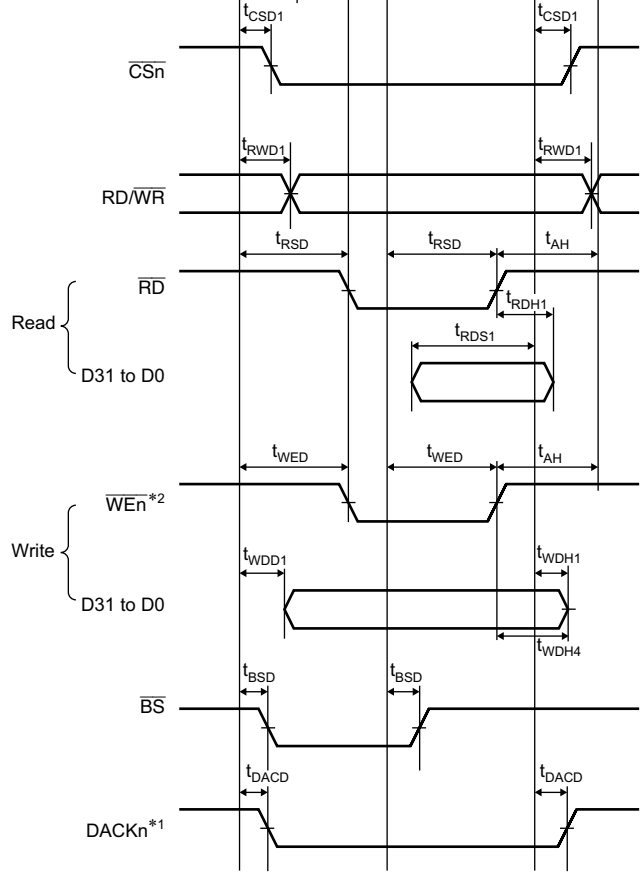 tCSD1 tCSD1
CSn
tRWD1 tRWD1
RD/WR
tRSD tRSD tAH
RD
tRDH1
Read
tRDS1
D31 to D0
tWED tWED tAH
WEn*2
Write
tWDD1 tWDH1
D31 to D0
tWDH4
tBSD tBSD
BS
tDACD tDACD
DACKn*1